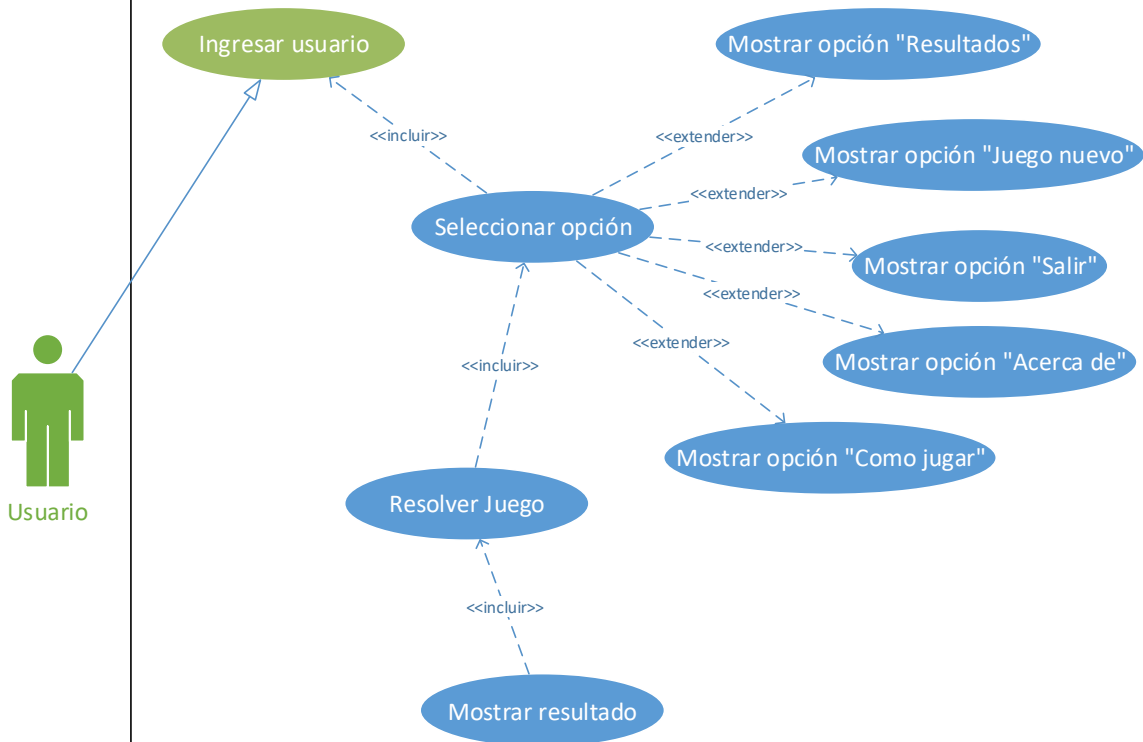 Ingresar usuario
Mostrar opción "Resultados"
<<incluir>>
<<extender>>
Mostrar opción "Juego nuevo"
<<extender>>
Seleccionar opción
<<extender>>
Mostrar opción "Salir"
<<extender>>
<<extender>>
Mostrar opción "Acerca de"
<<incluir>>
Mostrar opción "Como jugar"
Resolver Juego
Usuario
<<incluir>>
Mostrar resultado